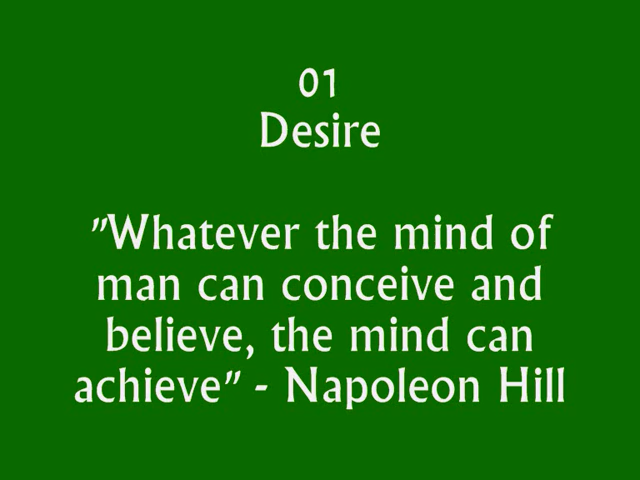 01
Desire
"Whatever the mind of
man can conceive and
believe, the mind can
achieve" - Napoleon Hill